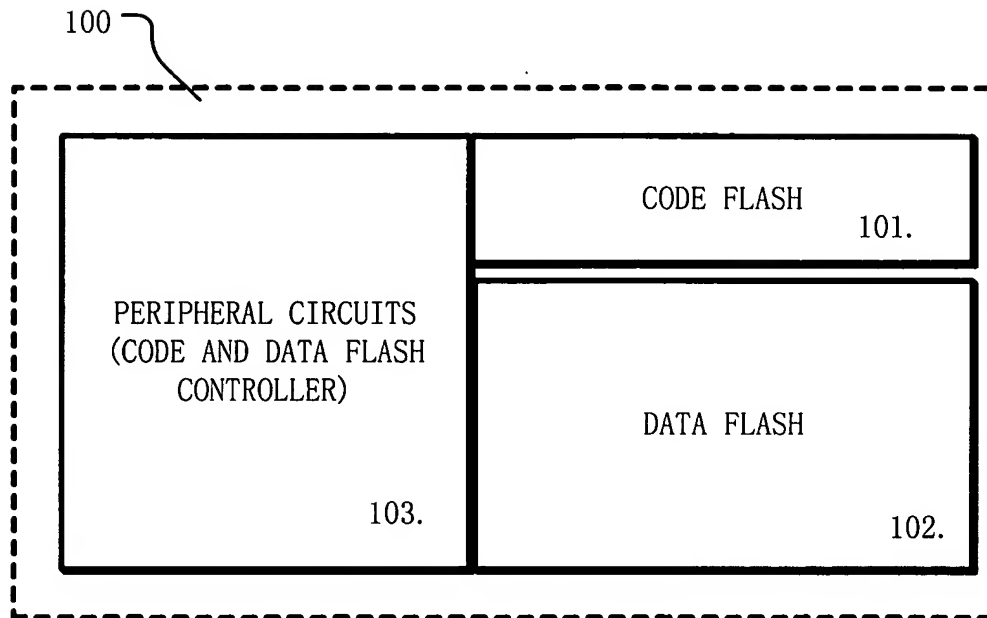 100
CODE FLASH
101.
PERIPHERAL CIRCUITS
(CODE AND DATA FLASH
CONTROLLER)
103.
DATA FLASH
102.